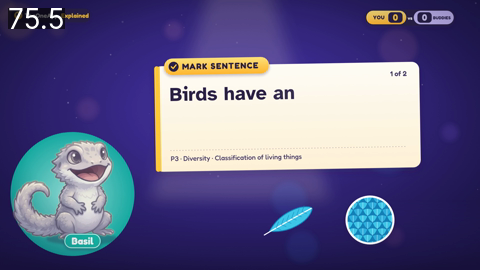 75.5
xplained
YOU 0 vs 0 BUDDIES
MARK SENTENCE
1 of 2
Birds have an
P3 · Diversity · Classification of living things
Basil